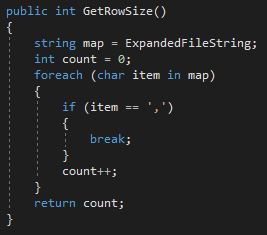 public int GetRowSize()
{
    string map = ExpandedFileString;
    int count = 0;
    foreach (char item in map)
    {
        if (item == ',')
        {
            break;
        }
        count++;
    }
    return count;
}